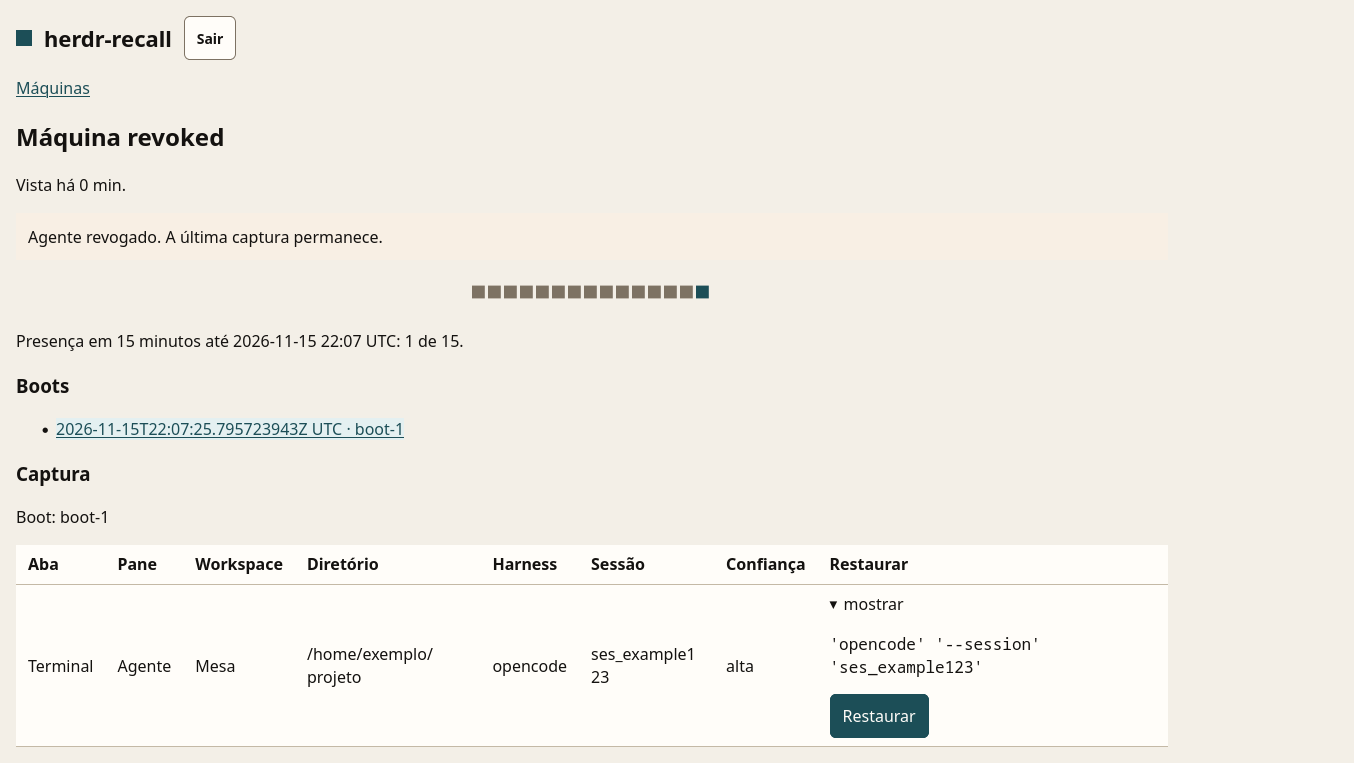 herdr-recall Sair
Máquinas
Máquina revoked
Vista há 0 min.
Agente revogado. A última captura permanece.
Presença em 15 minutos até 2026-11-15 22:07 UTC: 1 de 15.
Boots
2026-11-15T22:07:25.795723943Z UTC · boot-1
Captura
Boot: boot-1
Aba Pane Workspace Diretório Harness Sessão Confiança Restaurar
▾ mostrar
'opencode' '--session'
Terminal Agente Mesa /home/exemplo/ opencode ses_example1 alta 'ses_example123'
projeto 23
Restaurar